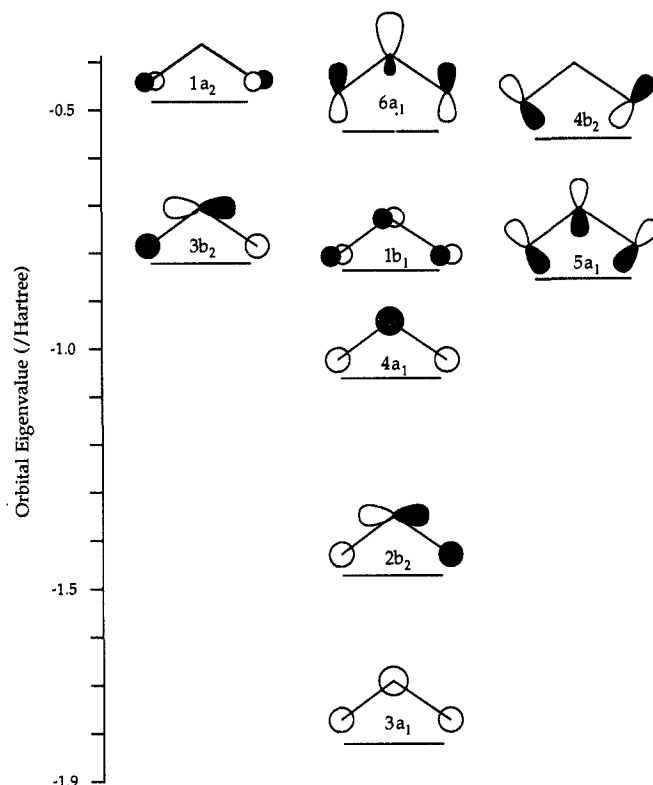 1a₂
6a₁
4b₂
-0.5
3b₂
1b₁
5a₁
-1.0
4a₁
2b₂
-1.5
3a₁
-1.9
Orbital Eigenvalue (/Hartree)